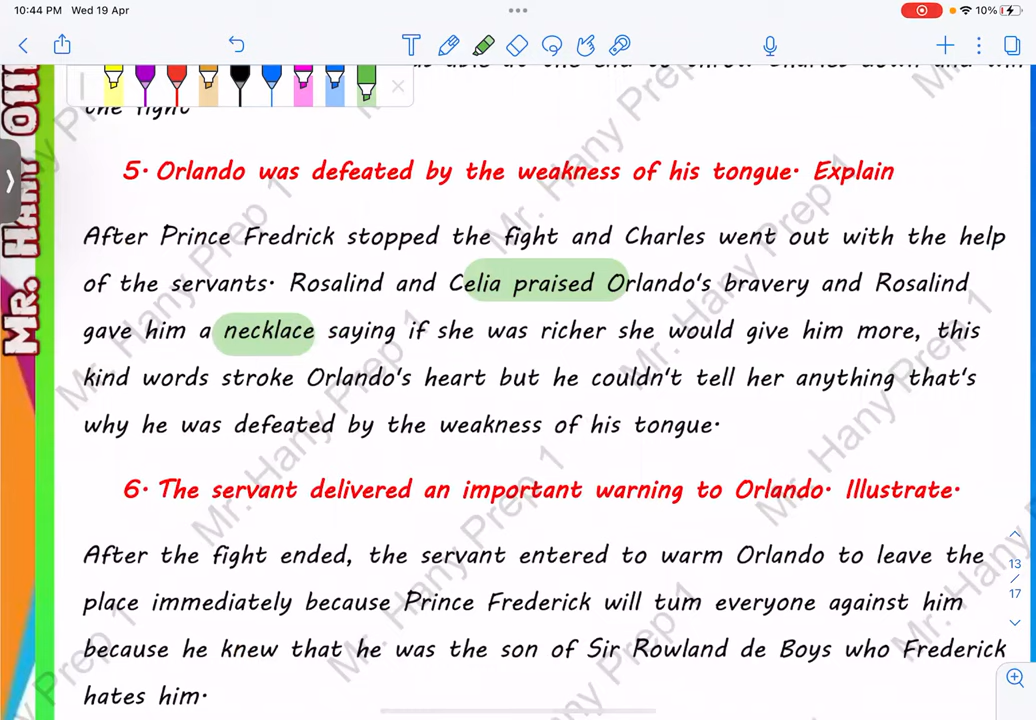 10:44 PM Wed 19 Apr
10%
the fight
5. Orlando was defeated by the weakness of his tongue. Explain
After Prince Fredrick stopped the fight and Charles went out with the help
of the servants. Rosalind and Celia praised Orlando's bravery and Rosalind
gave him a necklace saying if she was richer she would give him more, this
kind words stroke Orlando's heart but he couldn't tell her anything that's
why he was defeated by the weakness of his tongue.
6. The servant delivered an important warning to Orlando. Illustrate.
After the fight ended, the servant entered to warm Orlando to leave the
place immediately because Prince Frederick will tum everyone against him
because he knew that he was the son of Sir Rowland de Boys who Frederick
hates him.
13
/
17
MR. HANY
Mr. Hany Prep 1